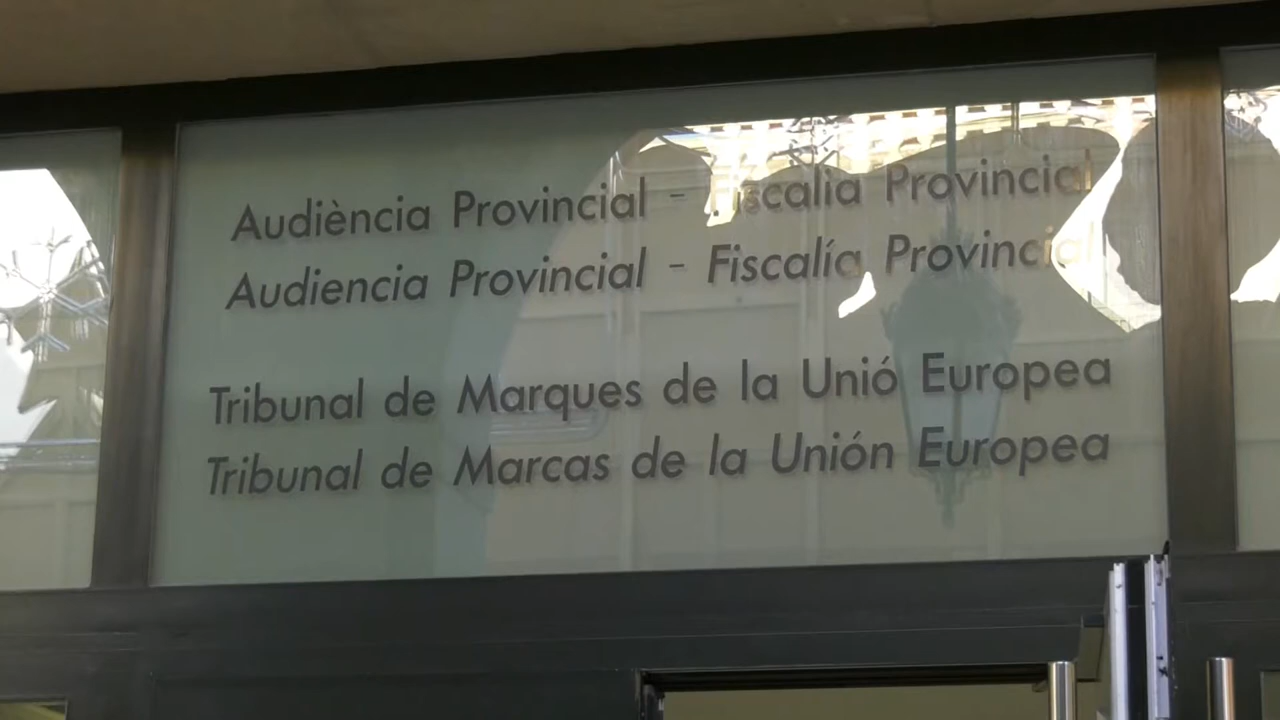 Audiència Provincial - Fiscalia Provincial
Audiencia Provincial - Fiscalía Provincial
Tribunal de Marques de la Unió Europea
Tribunal de Marcas de la Unión Europea